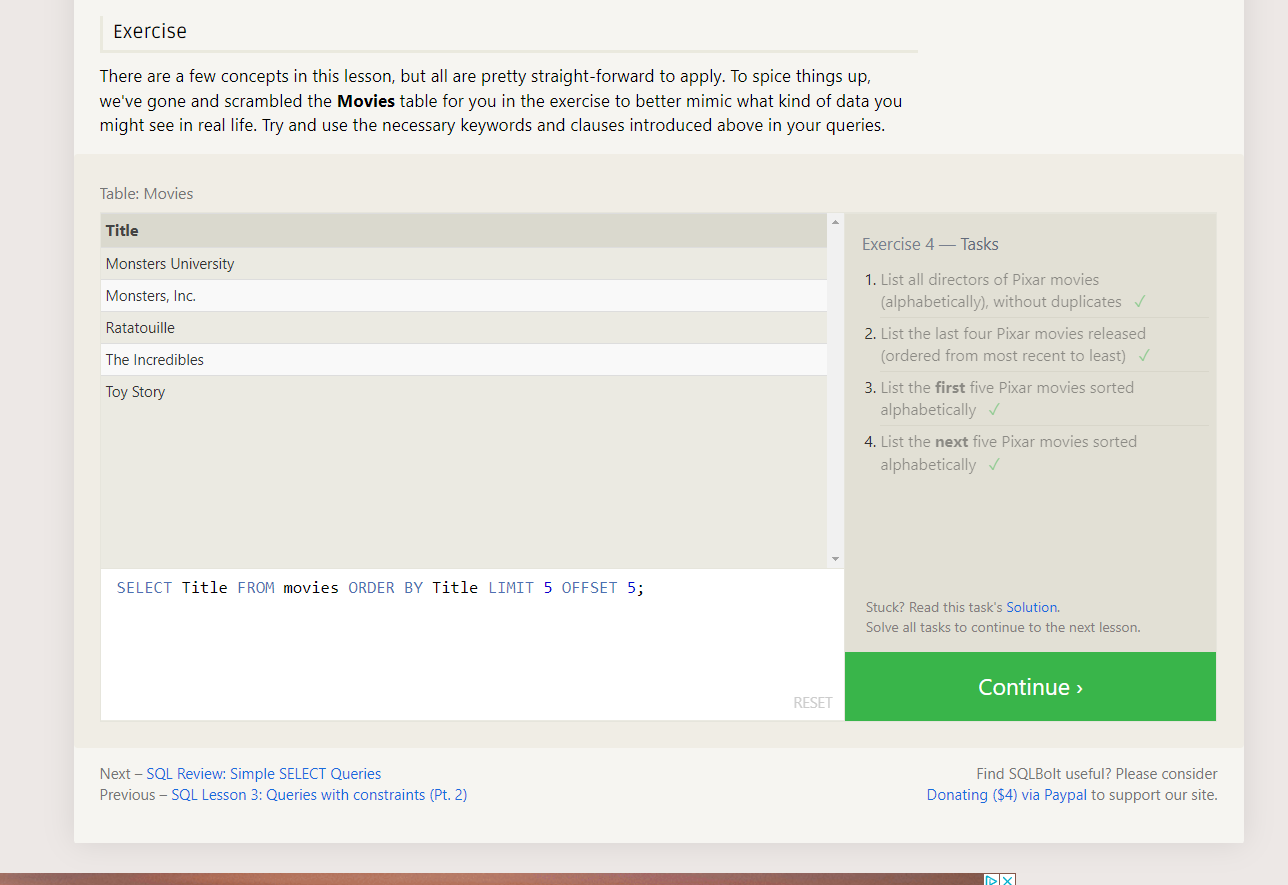 Exercise
There are a few concepts in this lesson, but all are pretty straight-forward to apply. To spice things up,
we've gone and scrambled the Movies table for you in the exercise to better mimic what kind of data you
might see in real life. Try and use the necessary keywords and clauses introduced above in your queries.
Table: Movies
Title
Monsters University
Monsters, Inc.
Ratatouille
The Incredibles
Toy Story
SELECT Title FROM movies ORDER BY Title LIMIT 5 OFFSET 5;
RESET
Exercise 4 — Tasks
1. List all directors of Pixar movies
(alphabetically), without duplicates ✓
2. List the last four Pixar movies released
(ordered from most recent to least) ✓
3. List the first five Pixar movies sorted
alphabetically ✓
4. List the next five Pixar movies sorted
alphabetically ✓
Stuck? Read this task's Solution.
Solve all tasks to continue to the next lesson.
Continue ›
Next – SQL Review: Simple SELECT Queries
Previous – SQL Lesson 3: Queries with constraints (Pt. 2)
Find SQLBolt useful? Please consider
Donating ($4) via Paypal to support our site.